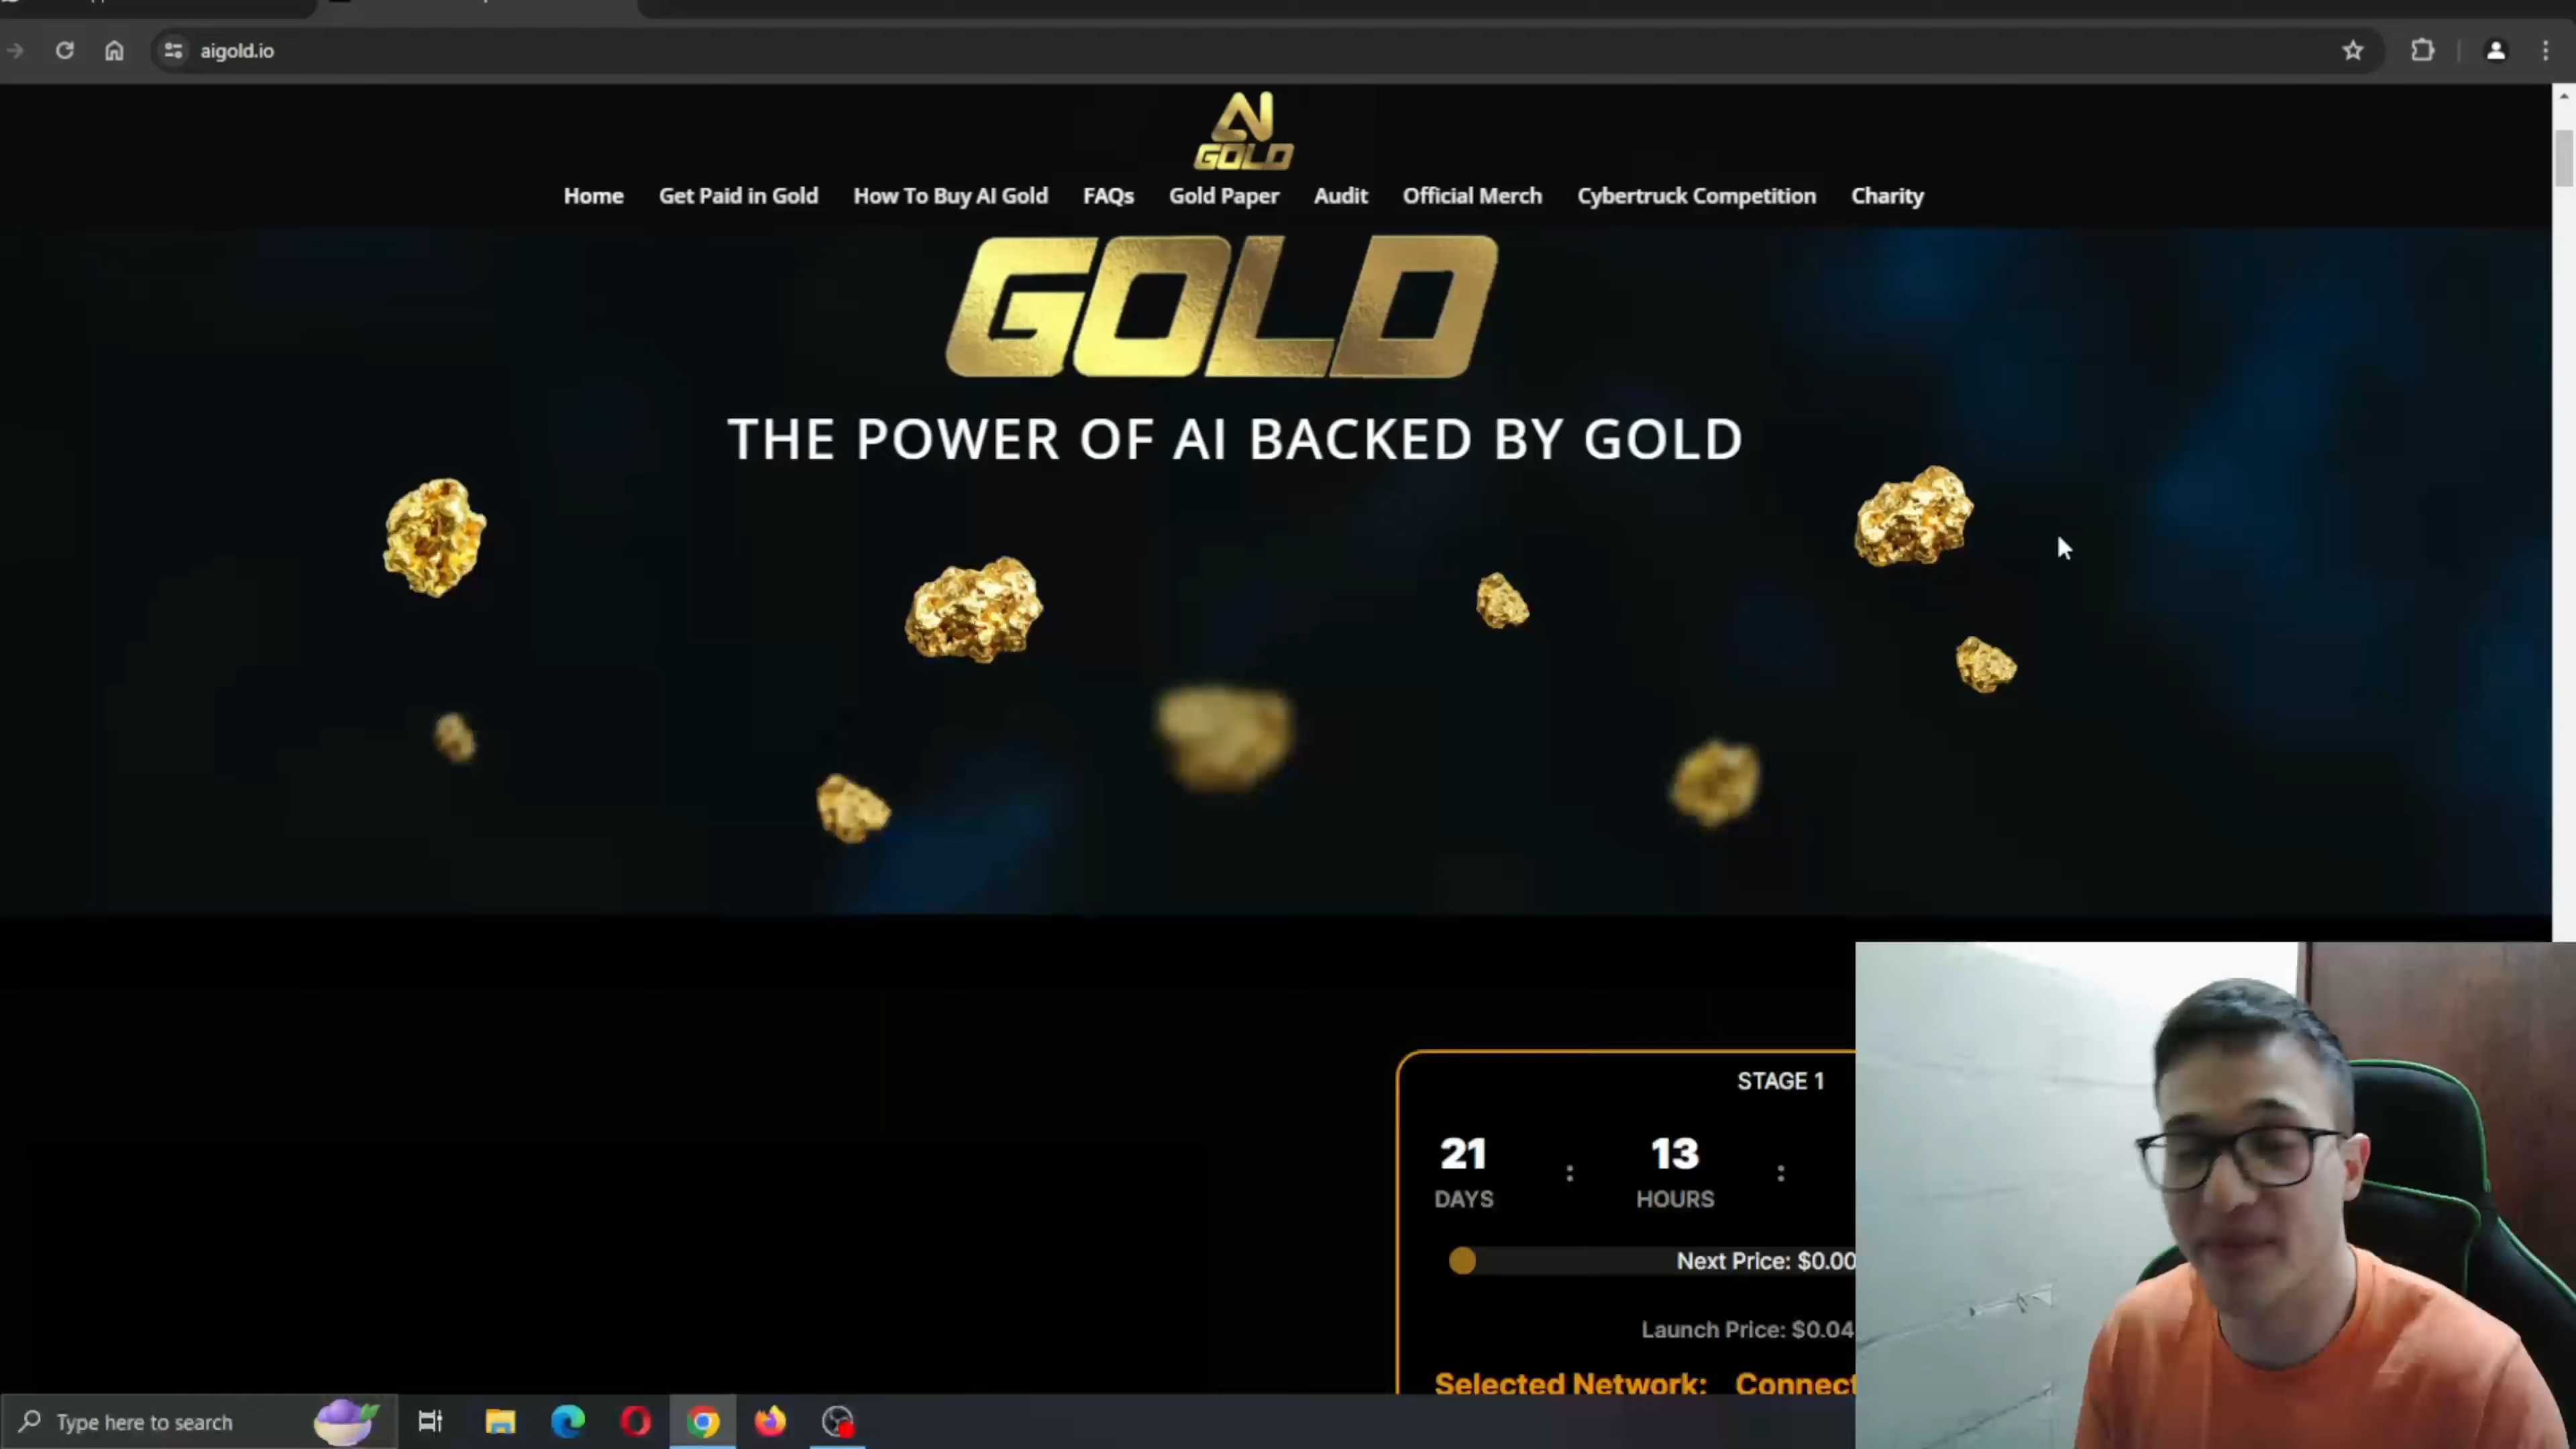 aigold.io
AI
GOLD
Home Get Paid in Gold How To Buy AI Gold FAQs Gold Paper Audit Official Merch Cybertruck Competition Charity
GOLD
THE POWER OF AI BACKED BY GOLD
STAGE 1
21 : 13 :
DAYS HOURS
Next Price: $0.00
Launch Price: $0.04
Selected Network: Connect
Type here to search